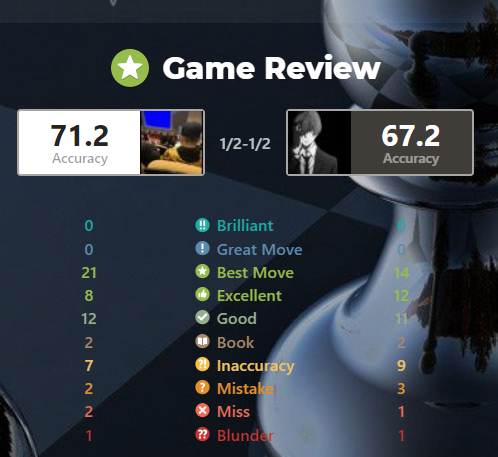 Game Review
71.2
Accuracy
1/2-1/2
67.2
Accuracy
0 Brilliant 0
0 Great Move 0
21 Best Move 14
8 Excellent 12
12 Good 11
2 Book 2
7 Inaccuracy 9
2 Mistake 3
2 Miss 1
1 Blunder 1